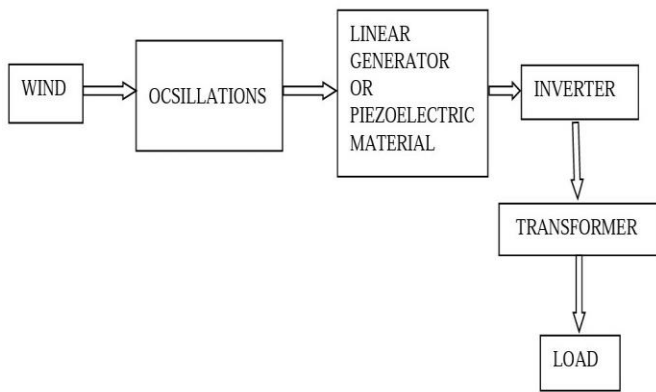 WIND
OCSILLATIONS
LINEAR
GENERATOR
OR
PIEZOELECTRIC
MATERIAL
INVERTER
TRANSFORMER
LOAD